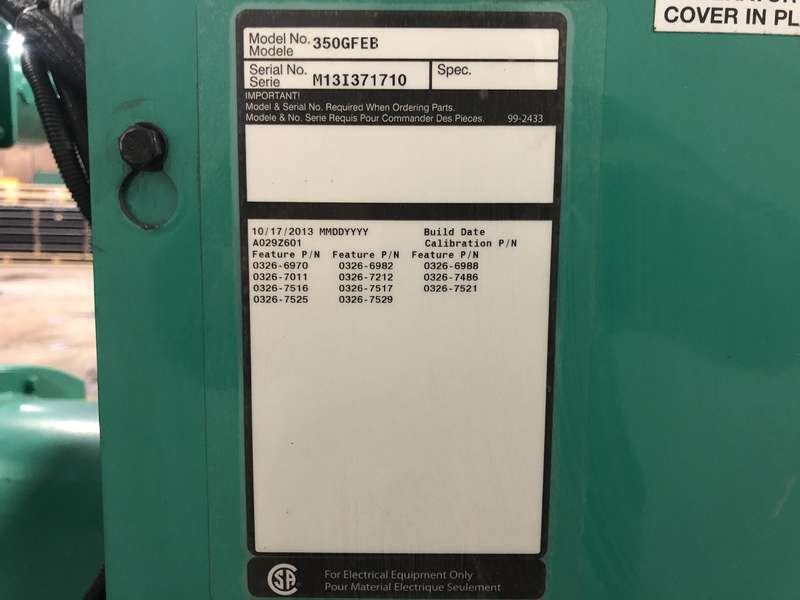 COVER IN PL
Model No. 350GFEB
Modele
Serial No. M13I371710 Spec.
Serie
IMPORTANT!
Model & Serial No. Required When Ordering Parts.
Modele & No. Serie Requis Pour Commander Des Pieces. 99-2433
10/17/2013 MMDDYYYY Build Date
A029Z601 Calibration P/N
Feature P/N Feature P/N Feature P/N
0326-6970 0326-6982 0326-6988
0326-7011 0326-7212 0326-7486
0326-7516 0326-7517 0326-7521
0326-7525 0326-7529
For Electrical Equipment Only
Pour Material Electrique Seulement